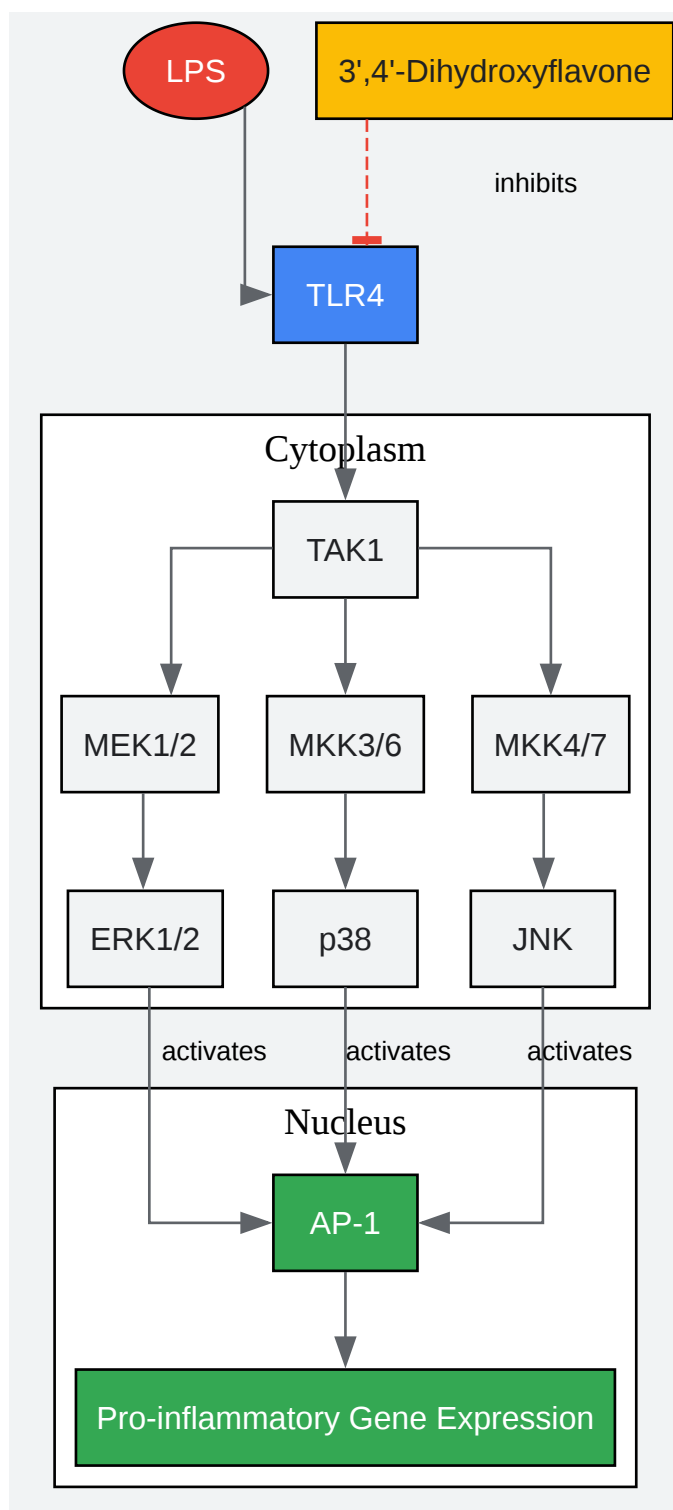 LPS
3',4'-Dihydroxyflavone
inhibits
TLR4
Cytoplasm
TAK1
MEK1/2
MKK3/6
MKK4/7
ERK1/2
p38
JNK
activates
activates
activates
Nucleus
AP-1
Pro-inflammatory Gene Expression